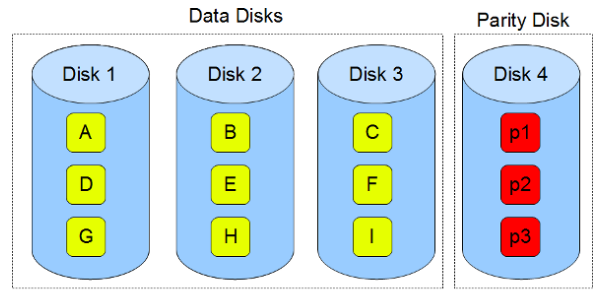 Data Disks Parity Disk
Disk 1 Disk 2 Disk 3 Disk 4
A B C p1
D E F p2
G H I p3